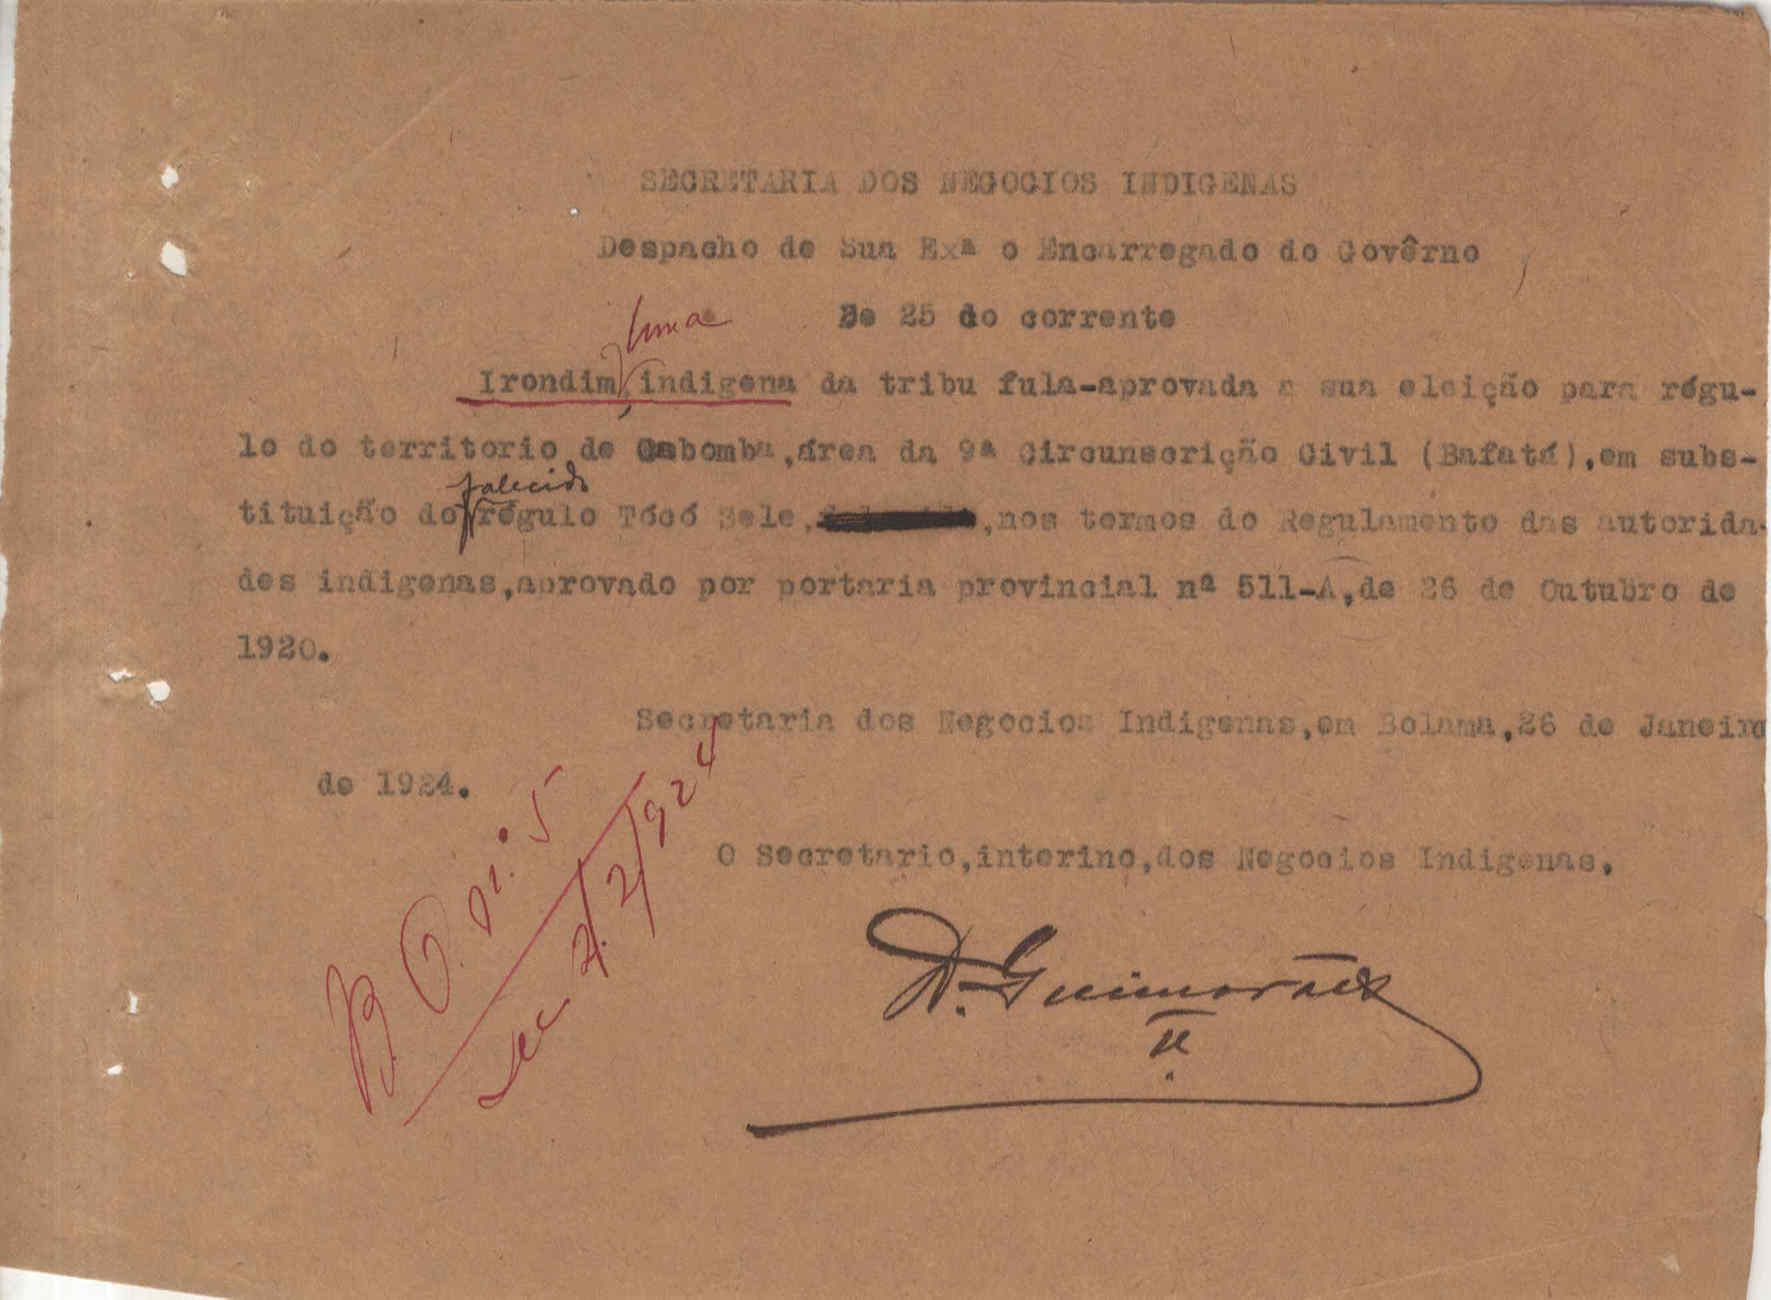 SECRETARIA DOS NEGOCIOS INDIGENAS
Despacho de Sua Exª o Encarregado do Govêrno
De 25 do corrente
Irondim, indigena da tribu fula-aprovada a sua eleição para régu-
lo do territorio de Cabomba, área da 9ª Circunscrição Civil (Bafatá), em subs-
falecido
tituição do régulo Tócó Sele, , nos termos do Regulamento das autorida-
des indigenas, aprovado por portaria provincial nª 511-A, de 26 de Outubro de
1920.
Secretaria dos Negocios Indigenas, em Bolama, 26 de Janeiro
de 1924.
B. O. n.º 5
2/2/924
O Secretario, interino, dos Negocios Indigenas,
D. Guimarães